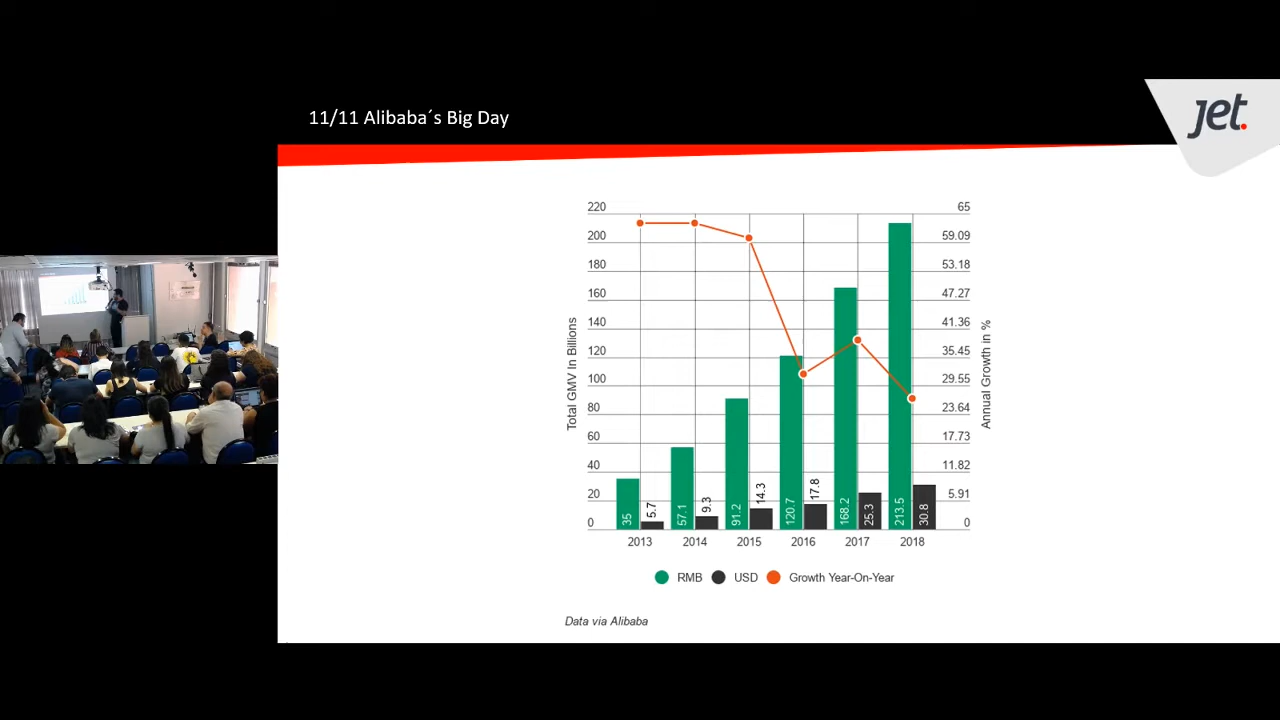 11/11 Alibaba´s Big Day
jet.
220 65
200 59.09
180 53.18
160 47.27
140 41.36
120 35.45
100 29.55
80 23.64
60 17.73
40 11.82
20 5.91
0 0
Total GMV In Billions
Annual Growth in %
35 5.7 57.1 9.3 91.2 14.3 120.7 17.8 168.2 25.3 213.5 30.8
2013 2014 2015 2016 2017 2018
RMB USD Growth Year-On-Year
Data via Alibaba